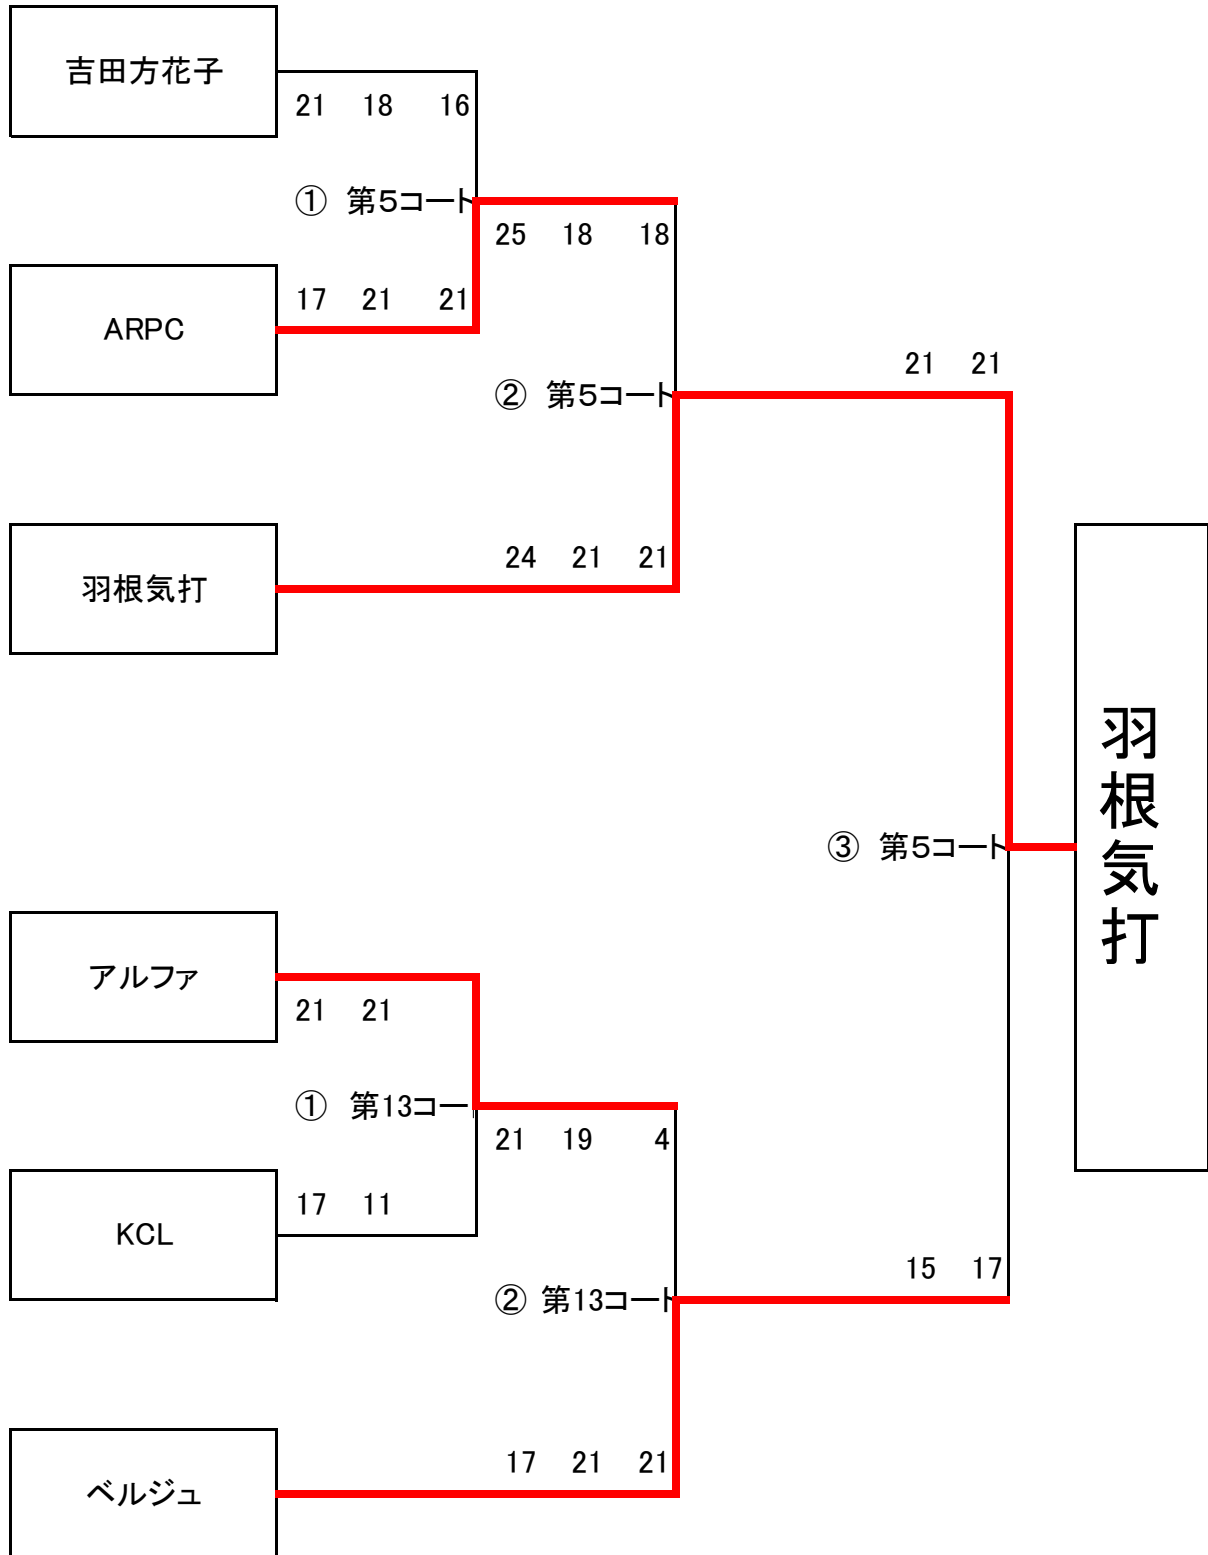 吉田方花子
21 18 16
① 第5コート
25 18 18
ARPC
17 21 21
21 21
② 第5コート
24 21 21
羽根気打
羽根気打
③ 第5コート
アルファ
21 21
① 第13コー
21 19 4
KCL
17 11
15 17
② 第13コート
17 21 21
ベルジュ